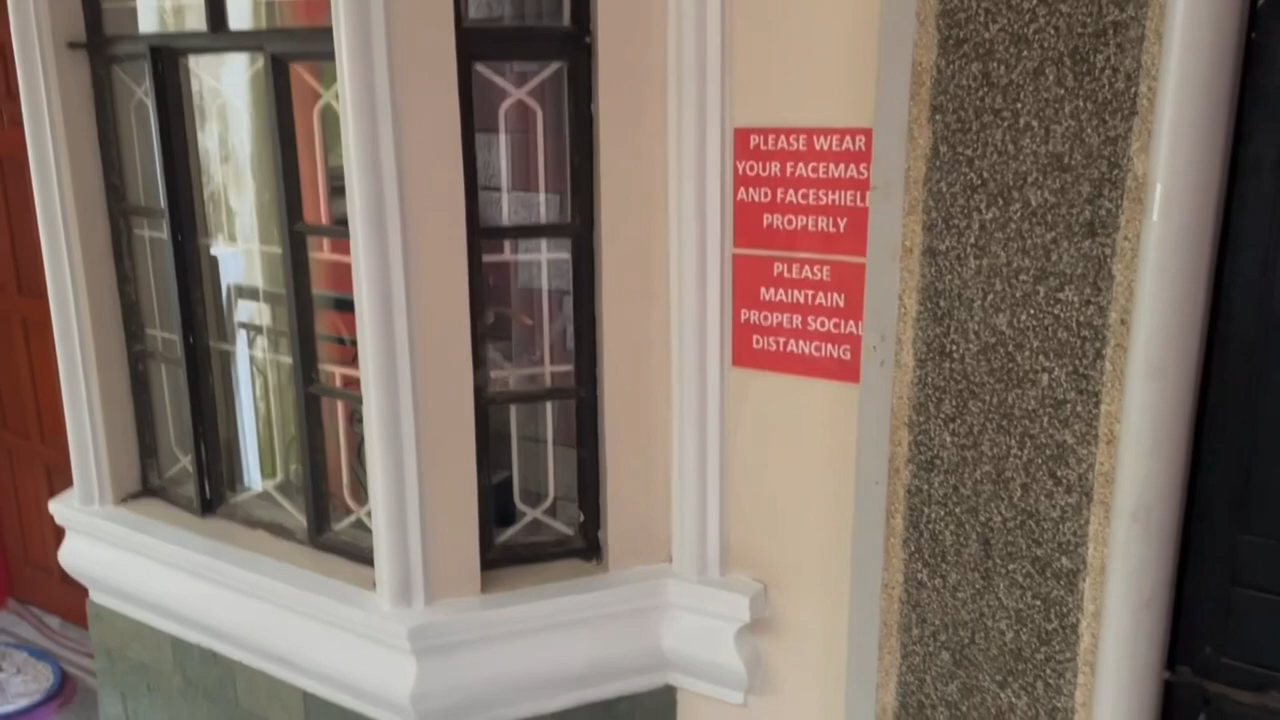 PLEASE WEAR
YOUR FACEMAS
AND FACESHIEL
PROPERLY
PLEASE
MAINTAIN
PROPER SOCIAL
DISTANCING